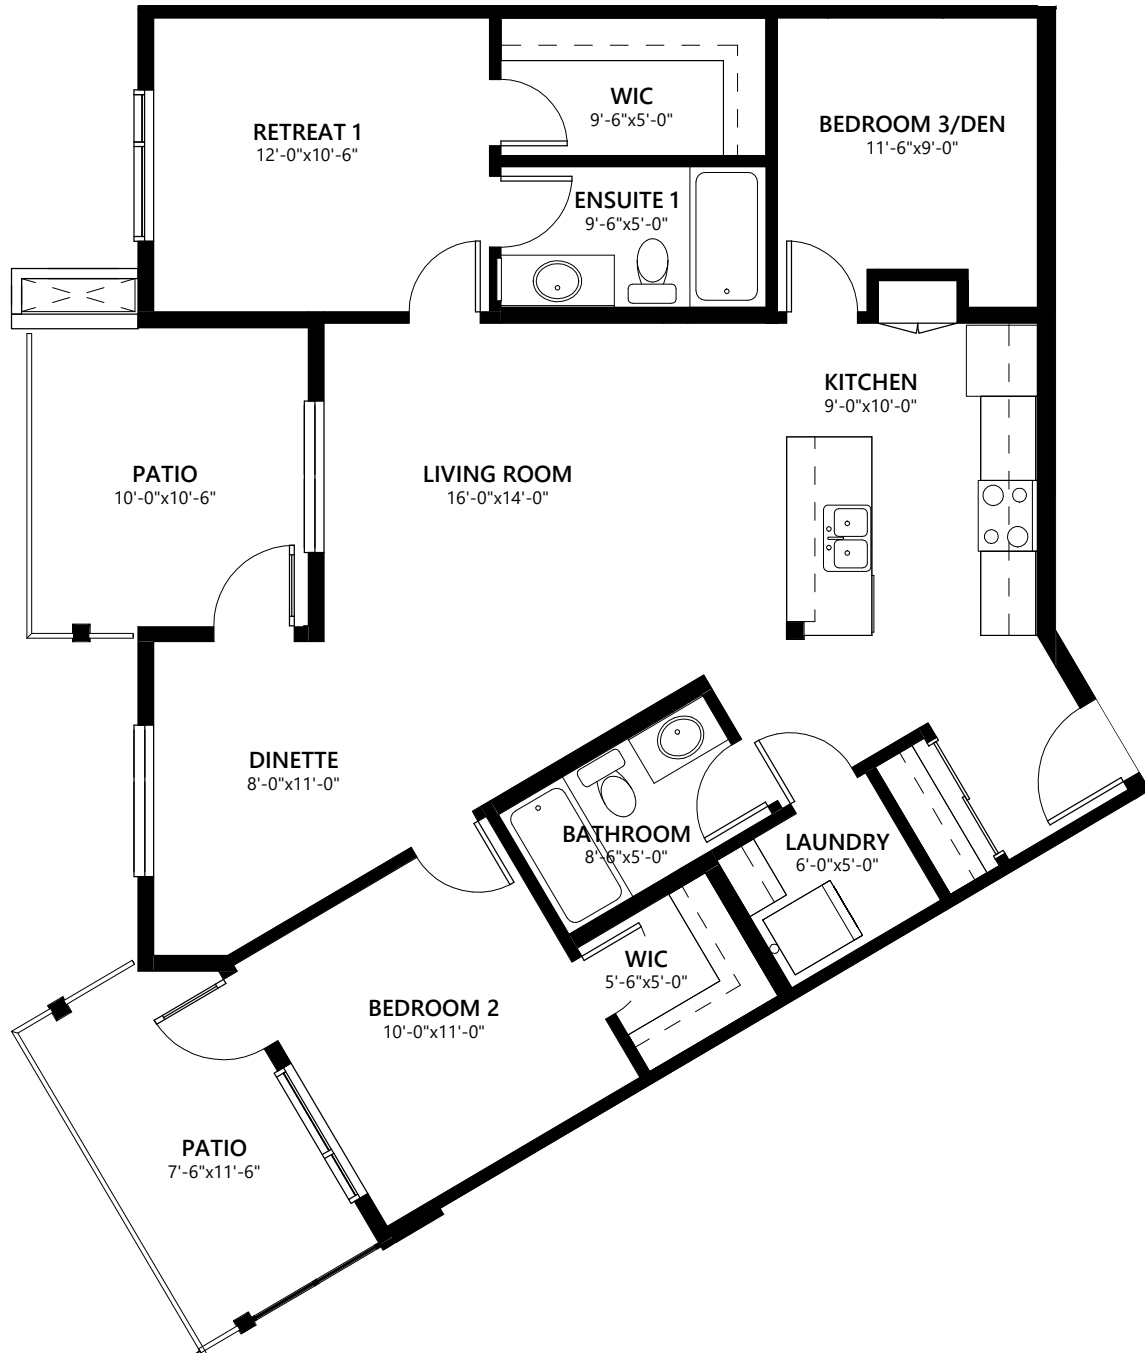 RETREAT 1
12'-0"x10'-6"
WIC
9'-6"x5'-0"
BEDROOM 3/DEN
11'-6"x9'-0"
ENSUITE 1
9'-6"x5'-0"
KITCHEN
9'-0"x10'-0"
PATIO
10'-0"x10'-6"
LIVING ROOM
16'-0"x14'-0"
DINETTE
8'-0"x11'-0"
BATHROOM
8'-6"x5'-0"
LAUNDRY
6'-0"x5'-0"
WIC
5'-6"x5'-0"
BEDROOM 2
10'-0"x11'-0"
PATIO
7'-6"x11'-6"